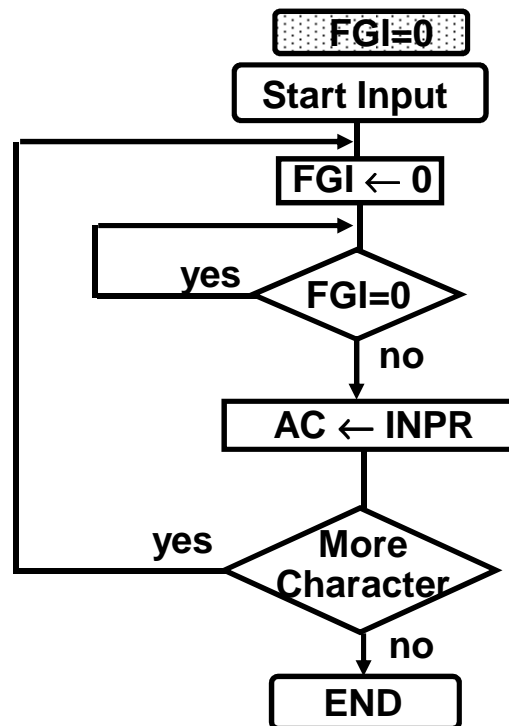 FGI=0
Start Input
FGI ← 0
yes
FGI=0
no
AC ← INPR
yes
More
Character
no
END